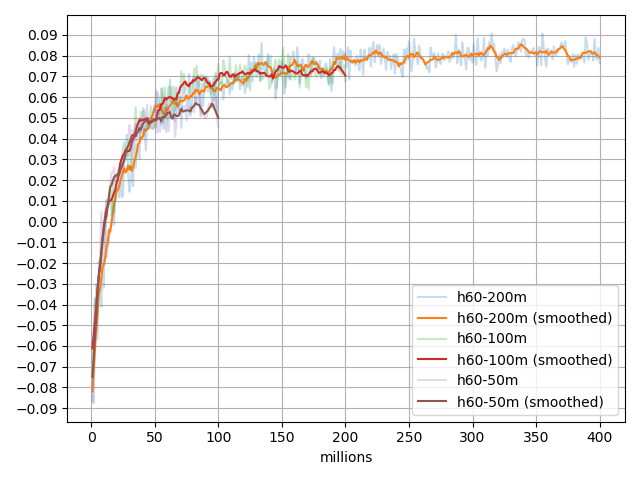 0.09
0.08
0.07
0.06
0.05
0.04
0.03
0.02
0.01
0.00
−0.01
−0.02
−0.03
−0.04
−0.05
−0.06
−0.07
−0.08
−0.09
h60-200m
h60-200m (smoothed)
h60-100m
h60-100m (smoothed)
h60-50m
h60-50m (smoothed)
0 50 100 150 200 250 300 350 400
millions